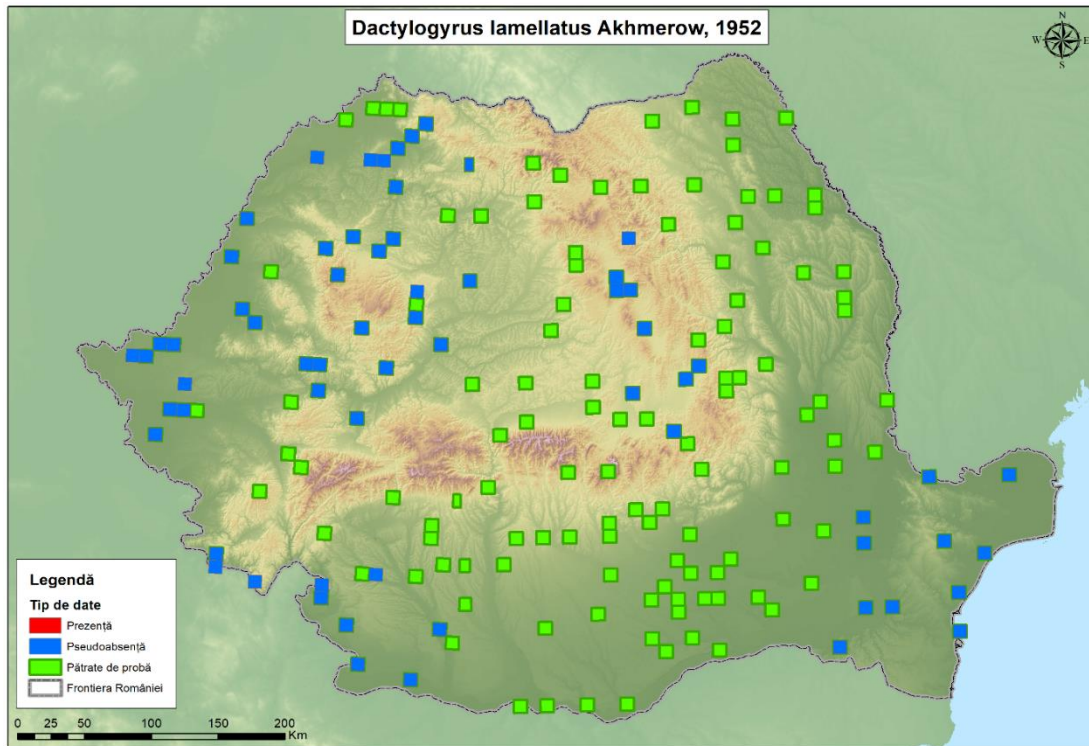 Dactylogyrus lamellatus Akhmerow, 1952
N
W E
S
Legendă
Tip de date
Prezență
Pseudoabsență
Pătrate de probă
Frontiera României
0 25 50 100 150 200
Km